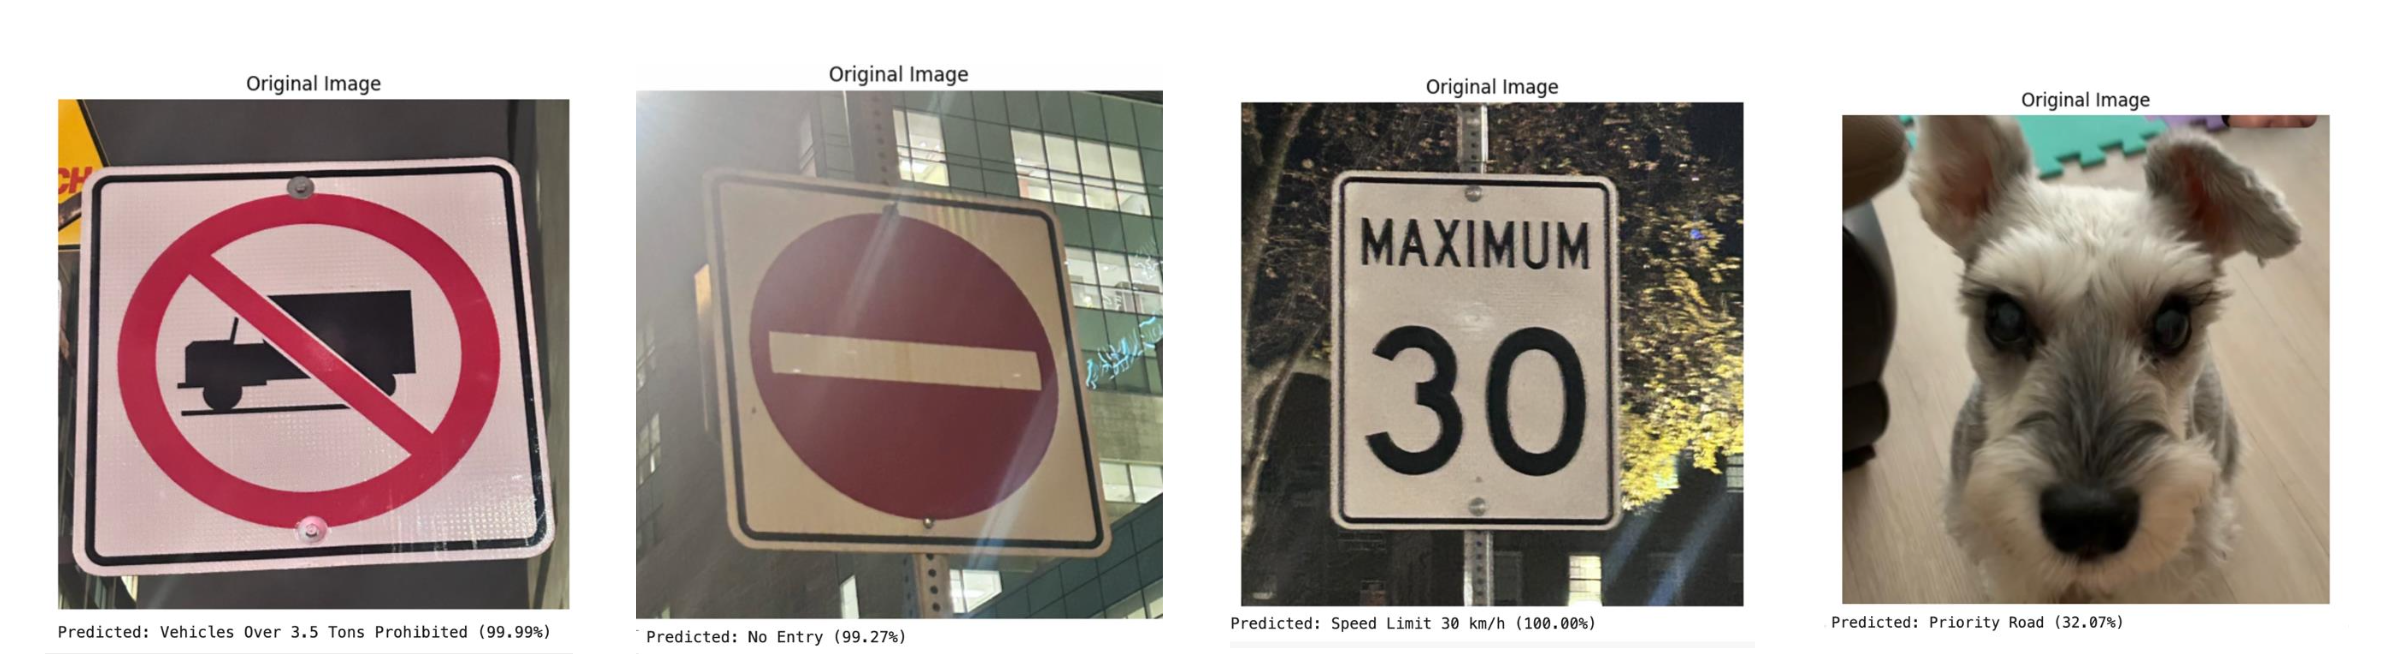 Original Image
CH
Predicted: Vehicles Over 3.5 Tons Prohibited (99.99%)
Original Image
Predicted: No Entry (99.27%)
Original Image
MAXIMUM
30
Predicted: Speed Limit 30 km/h (100.00%)
Original Image
Predicted: Priority Road (32.07%)